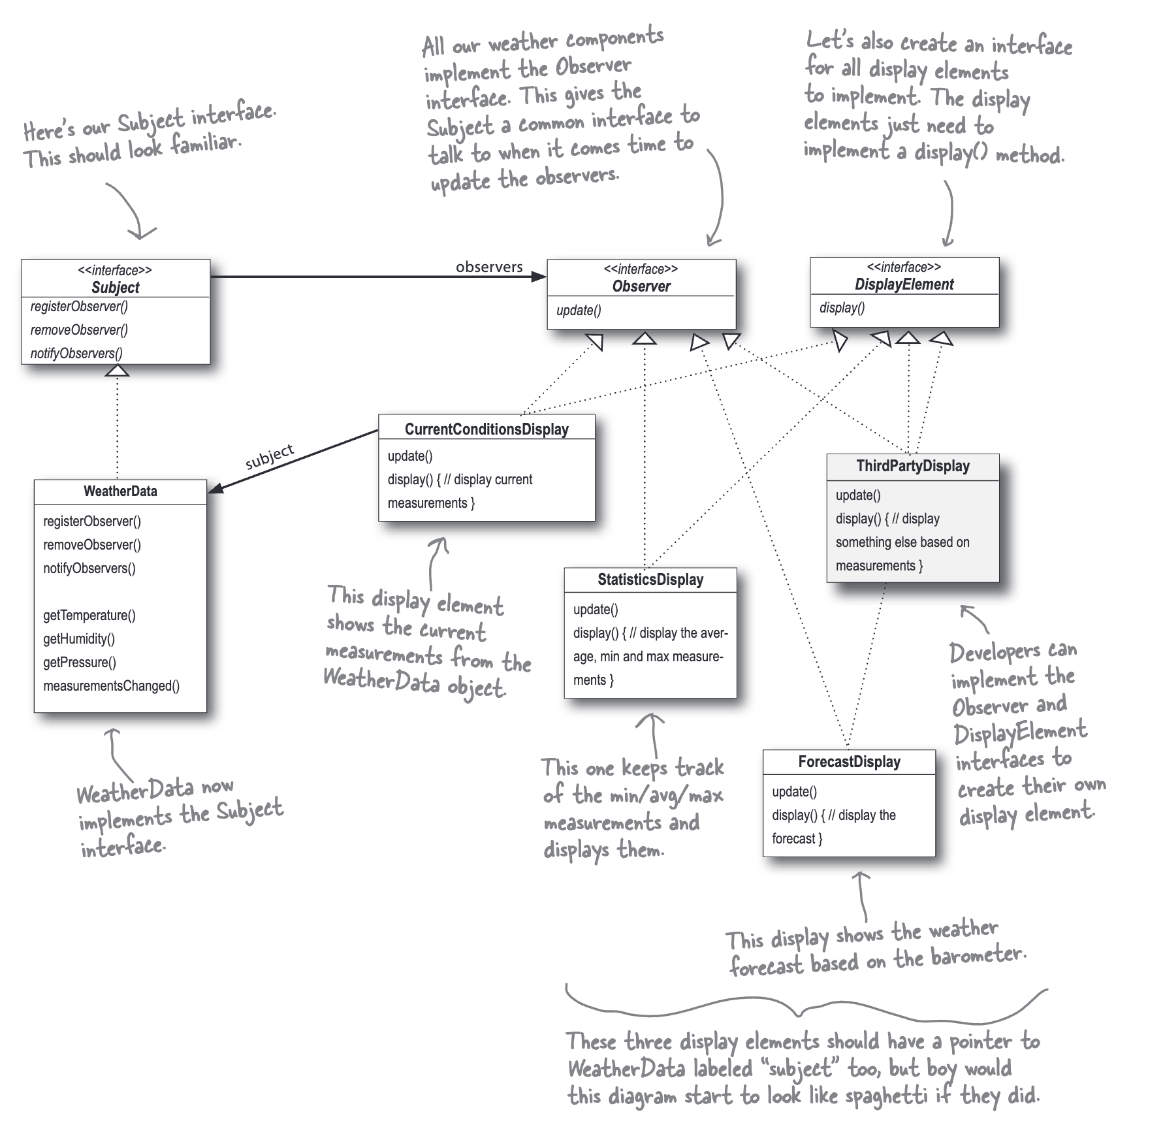 Here's our Subject interface.
This should look familiar.
All our weather components
implement the Observer
interface. This gives the
Subject a common interface to
talk to when it comes time to
update the observers.
Let's also create an interface
for all display elements
to implement. The display
elements just need to
implement a display() method.
<<interface>>
Subject
registerObserver()
removeObserver()
notifyObservers()
observers
<<interface>>
Observer
update()
<<interface>>
DisplayElement
display()
subject
WeatherData
registerObserver()
removeObserver()
notifyObservers()
getTemperature()
getHumidity()
getPressure()
measurementsChanged()
WeatherData now
implements the Subject
interface.
CurrentConditionsDisplay
update()
display() { // display current
measurements }
This display element
shows the current
measurements from the
WeatherData object.
StatisticsDisplay
update()
display() { // display the aver-
age, min and max measure-
ments }
This one keeps track
of the min/avg/max
measurements and
displays them.
ThirdPartyDisplay
update()
display() { // display
something else based on
measurements }
Developers can
implement the
Observer and
DisplayElement
interfaces to
create their own
display element.
ForecastDisplay
update()
display() { // display the
forecast }
This display shows the weather
forecast based on the barometer.
These three display elements should have a pointer to
WeatherData labeled “subject” too, but boy would
this diagram start to look like spaghetti if they did.